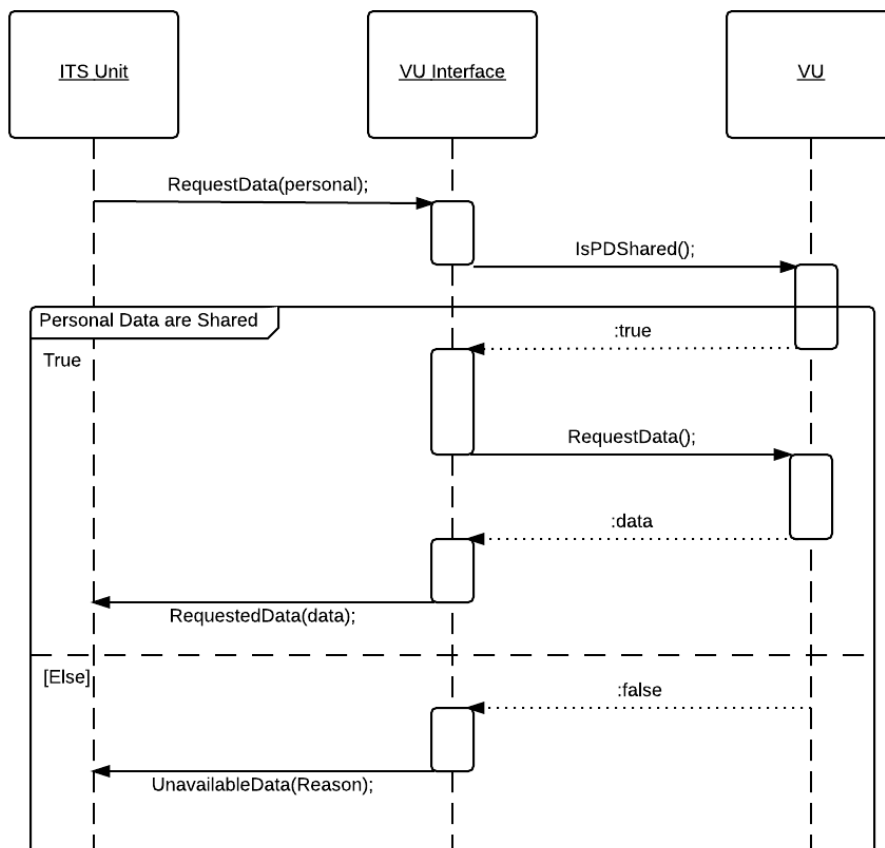 ITS Unit
VU Interface
VU
RequestData(personal);
IsPDShared();
Personal Data are Shared
:true
True
RequestData();
:data
RequestedData(data);
[Else]
:false
UnavailableData(Reason);